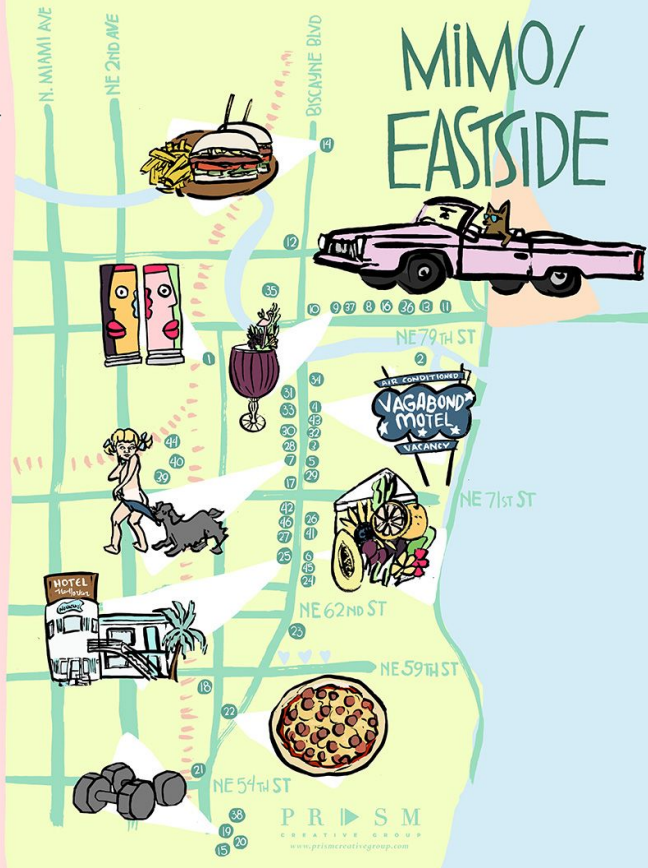 N. MIAMI AVE
NE 2ND AVE
BISCAYNE BLVD
MiMO/
EASTSIDE
14
12
35
10 9 37 8 16 36 13 11
NE 79TH ST
1
2
AIR CONDITIONED
VAGABOND
MOTEL
VACANCY
34
31
4
33
43
30
32
28
3
7
5
29
17
44
40
39
NE 71ST ST
42
46
26
27
41
25
6
45
24
HOTEL
NE 62ND ST
23
NE 59TH ST
18
22
21
NE 54TH ST
38
19
20
15
PRISM
CREATIVE GROUP
www.prismcreativegroup.com